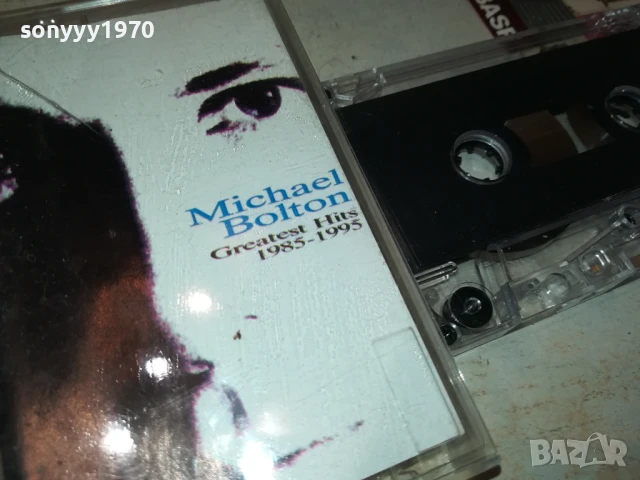 sonyyy1970
BASF
Michael
Bolton
Greatest Hits
1985-1995
BAZAR